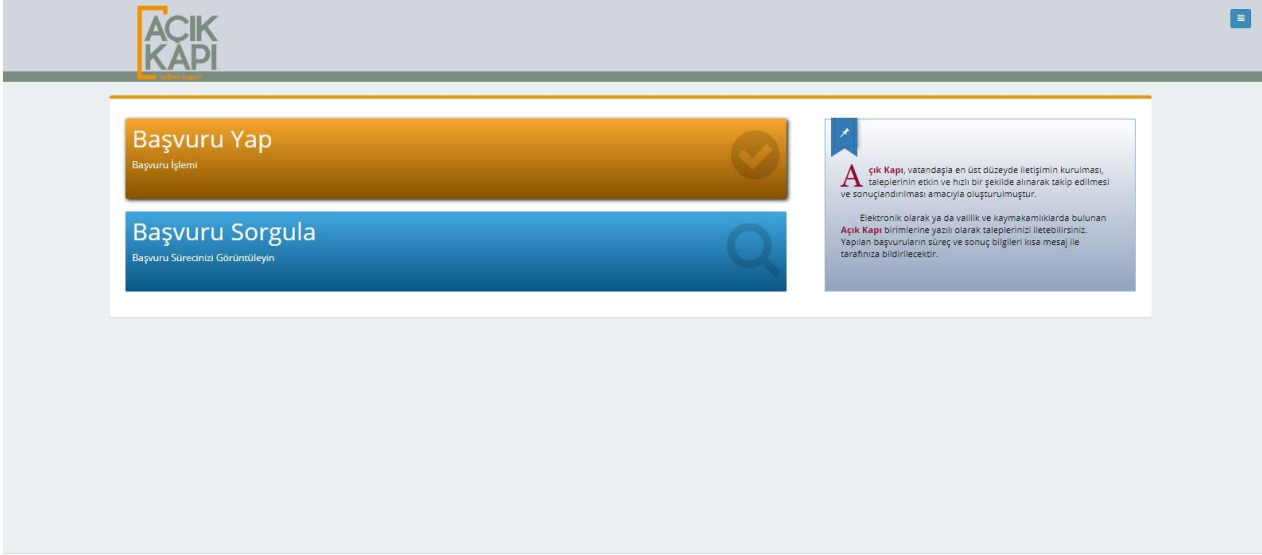 AÇIK
KAPI
Başvuru Yap
Başvuru İşlemi
Başvuru Sorgula
Başvuru Sürecinizi Görüntüleyin
Açık Kapı, vatandaşla en üst düzeyde iletişimin kurulması,
taleplerinin etkin ve hızlı bir şekilde alınarak takip edilmesi
ve sonuçlandırılması amacıyla oluşturulmuştur.
Elektronik olarak ya da valilik ve kaymakamlıklarda bulunan
Açık Kapı birimlerine yazılı olarak taleplerinizi iletebilirsiniz.
Yapılan başvuruların süreç ve sonuç bilgileri kısa mesaj ile
tarafınıza bildirilecektir.